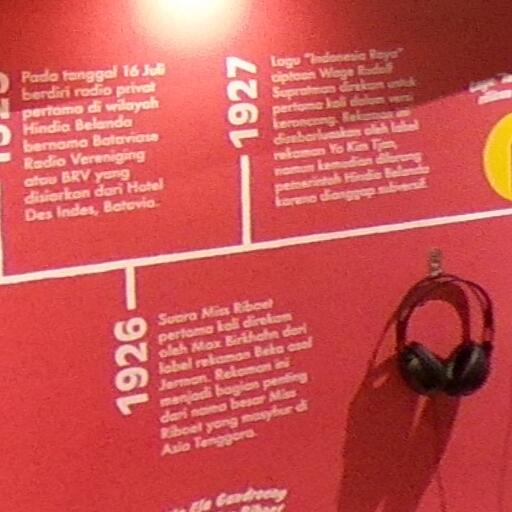 Pada tanggal 16 Juli
berdiri radio privat
pertama di wilayah
Hindia Belanda
bernama Bataviase
Radio Vereniging
atau BRV yang
disiarkan dari Hotel
Des Indes, Batavia.
1927
Lagu "Indonesia Raya"
ciptaan Wage Rudolf
Supratman direkam untuk
pertama kali dalam versi
keroncong. Rekaman ini
disebarluaskan oleh label
rekaman Yo Kim Tjan,
namun kemudian dilarang
pemerintah Hindia Belanda
karena dianggap subversif.
1926
Suara Miss Riboet
pertama kali direkam
oleh Max Birkhahn dari
label rekaman Beka asal
Jerman. Rekaman ini
menjadi bagian penting
dari nama besar Miss
Riboet yang masyhur di
Asia Tenggara.